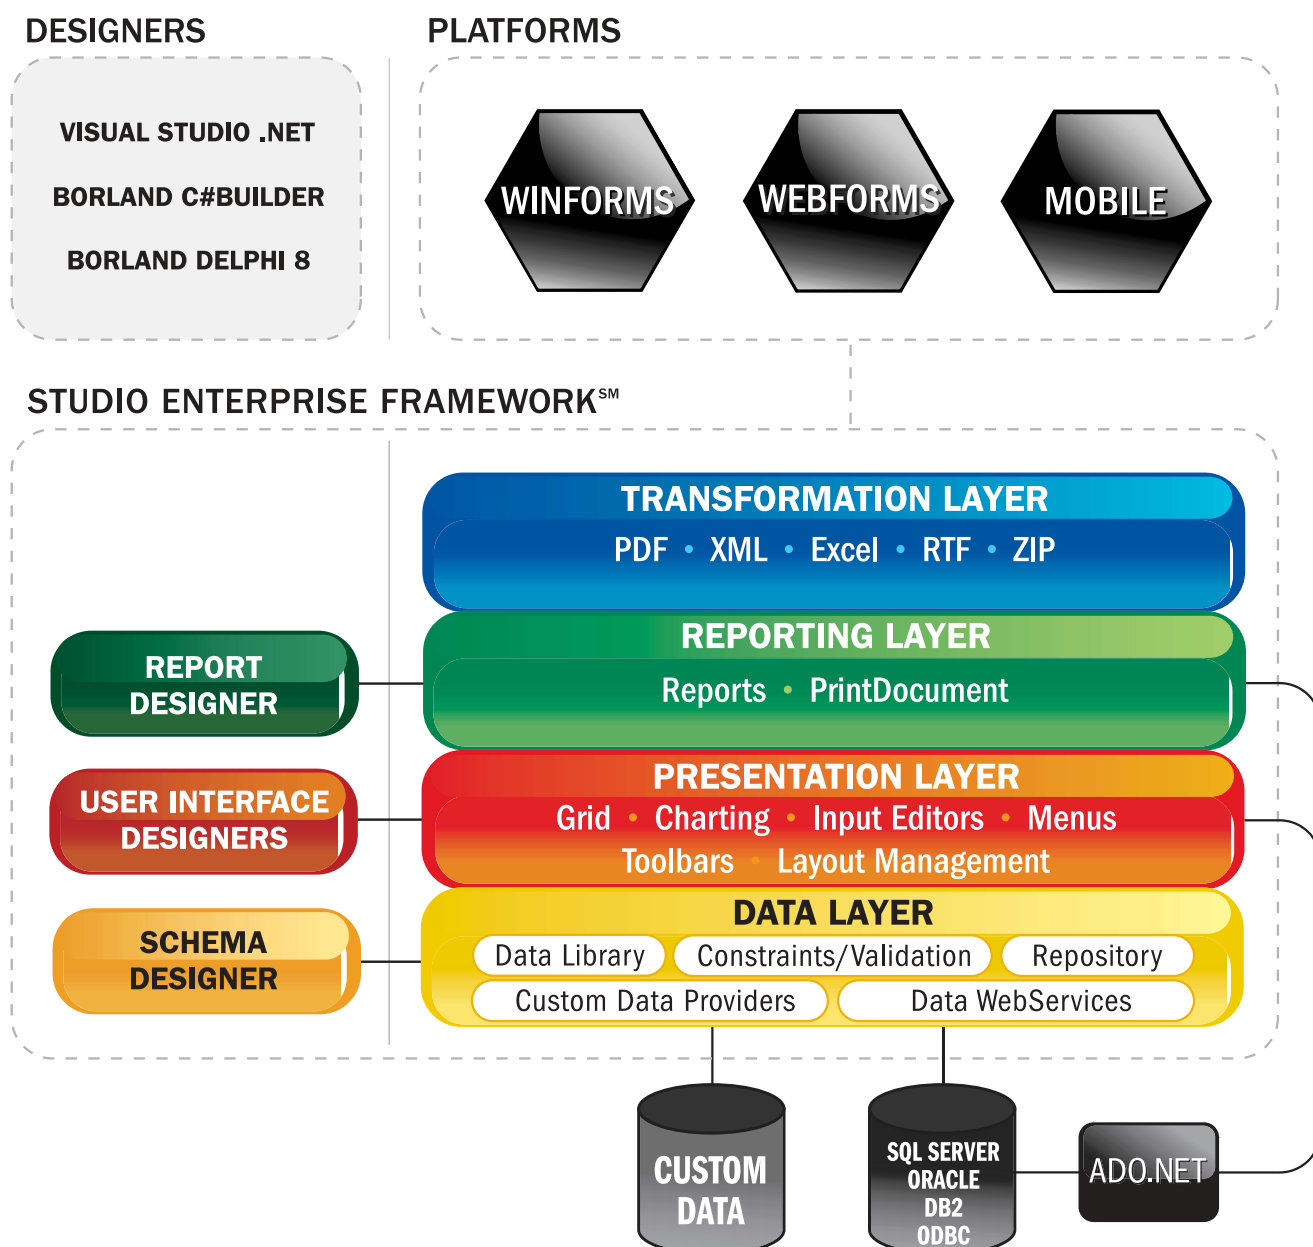 DESIGNERS
VISUAL STUDIO .NET
BORLAND C#BUILDER
BORLAND DELPHI 8
PLATFORMS
WINFORMS
WEBFORMS
MOBILE
STUDIO ENTERPRISE FRAMEWORK℠
TRANSFORMATION LAYER
PDF • XML • Excel • RTF • ZIP
REPORT
DESIGNER
REPORTING LAYER
Reports • PrintDocument
USER INTERFACE
DESIGNERS
PRESENTATION LAYER
Grid • Charting • Input Editors • Menus
Toolbars • Layout Management
SCHEMA
DESIGNER
DATA LAYER
Data Library
Constraints/Validation
Repository
Custom Data Providers
Data WebServices
CUSTOM
DATA
SQL SERVER
ORACLE
DB2
ODBC
ADO.NET